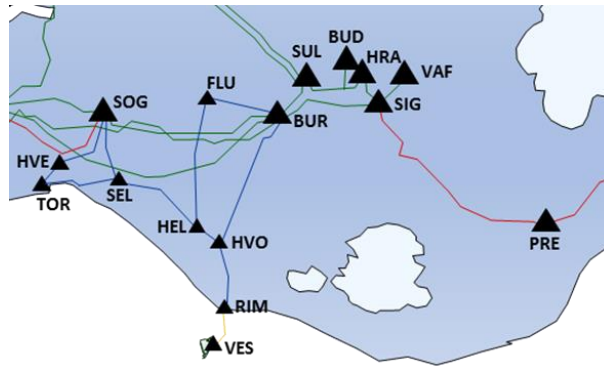 BUD
SUL
HRA
VAF
FLU
SIG
SOG
BUR
HVE
TOR
SEL
HEL
HVO
PRE
RIM
VES